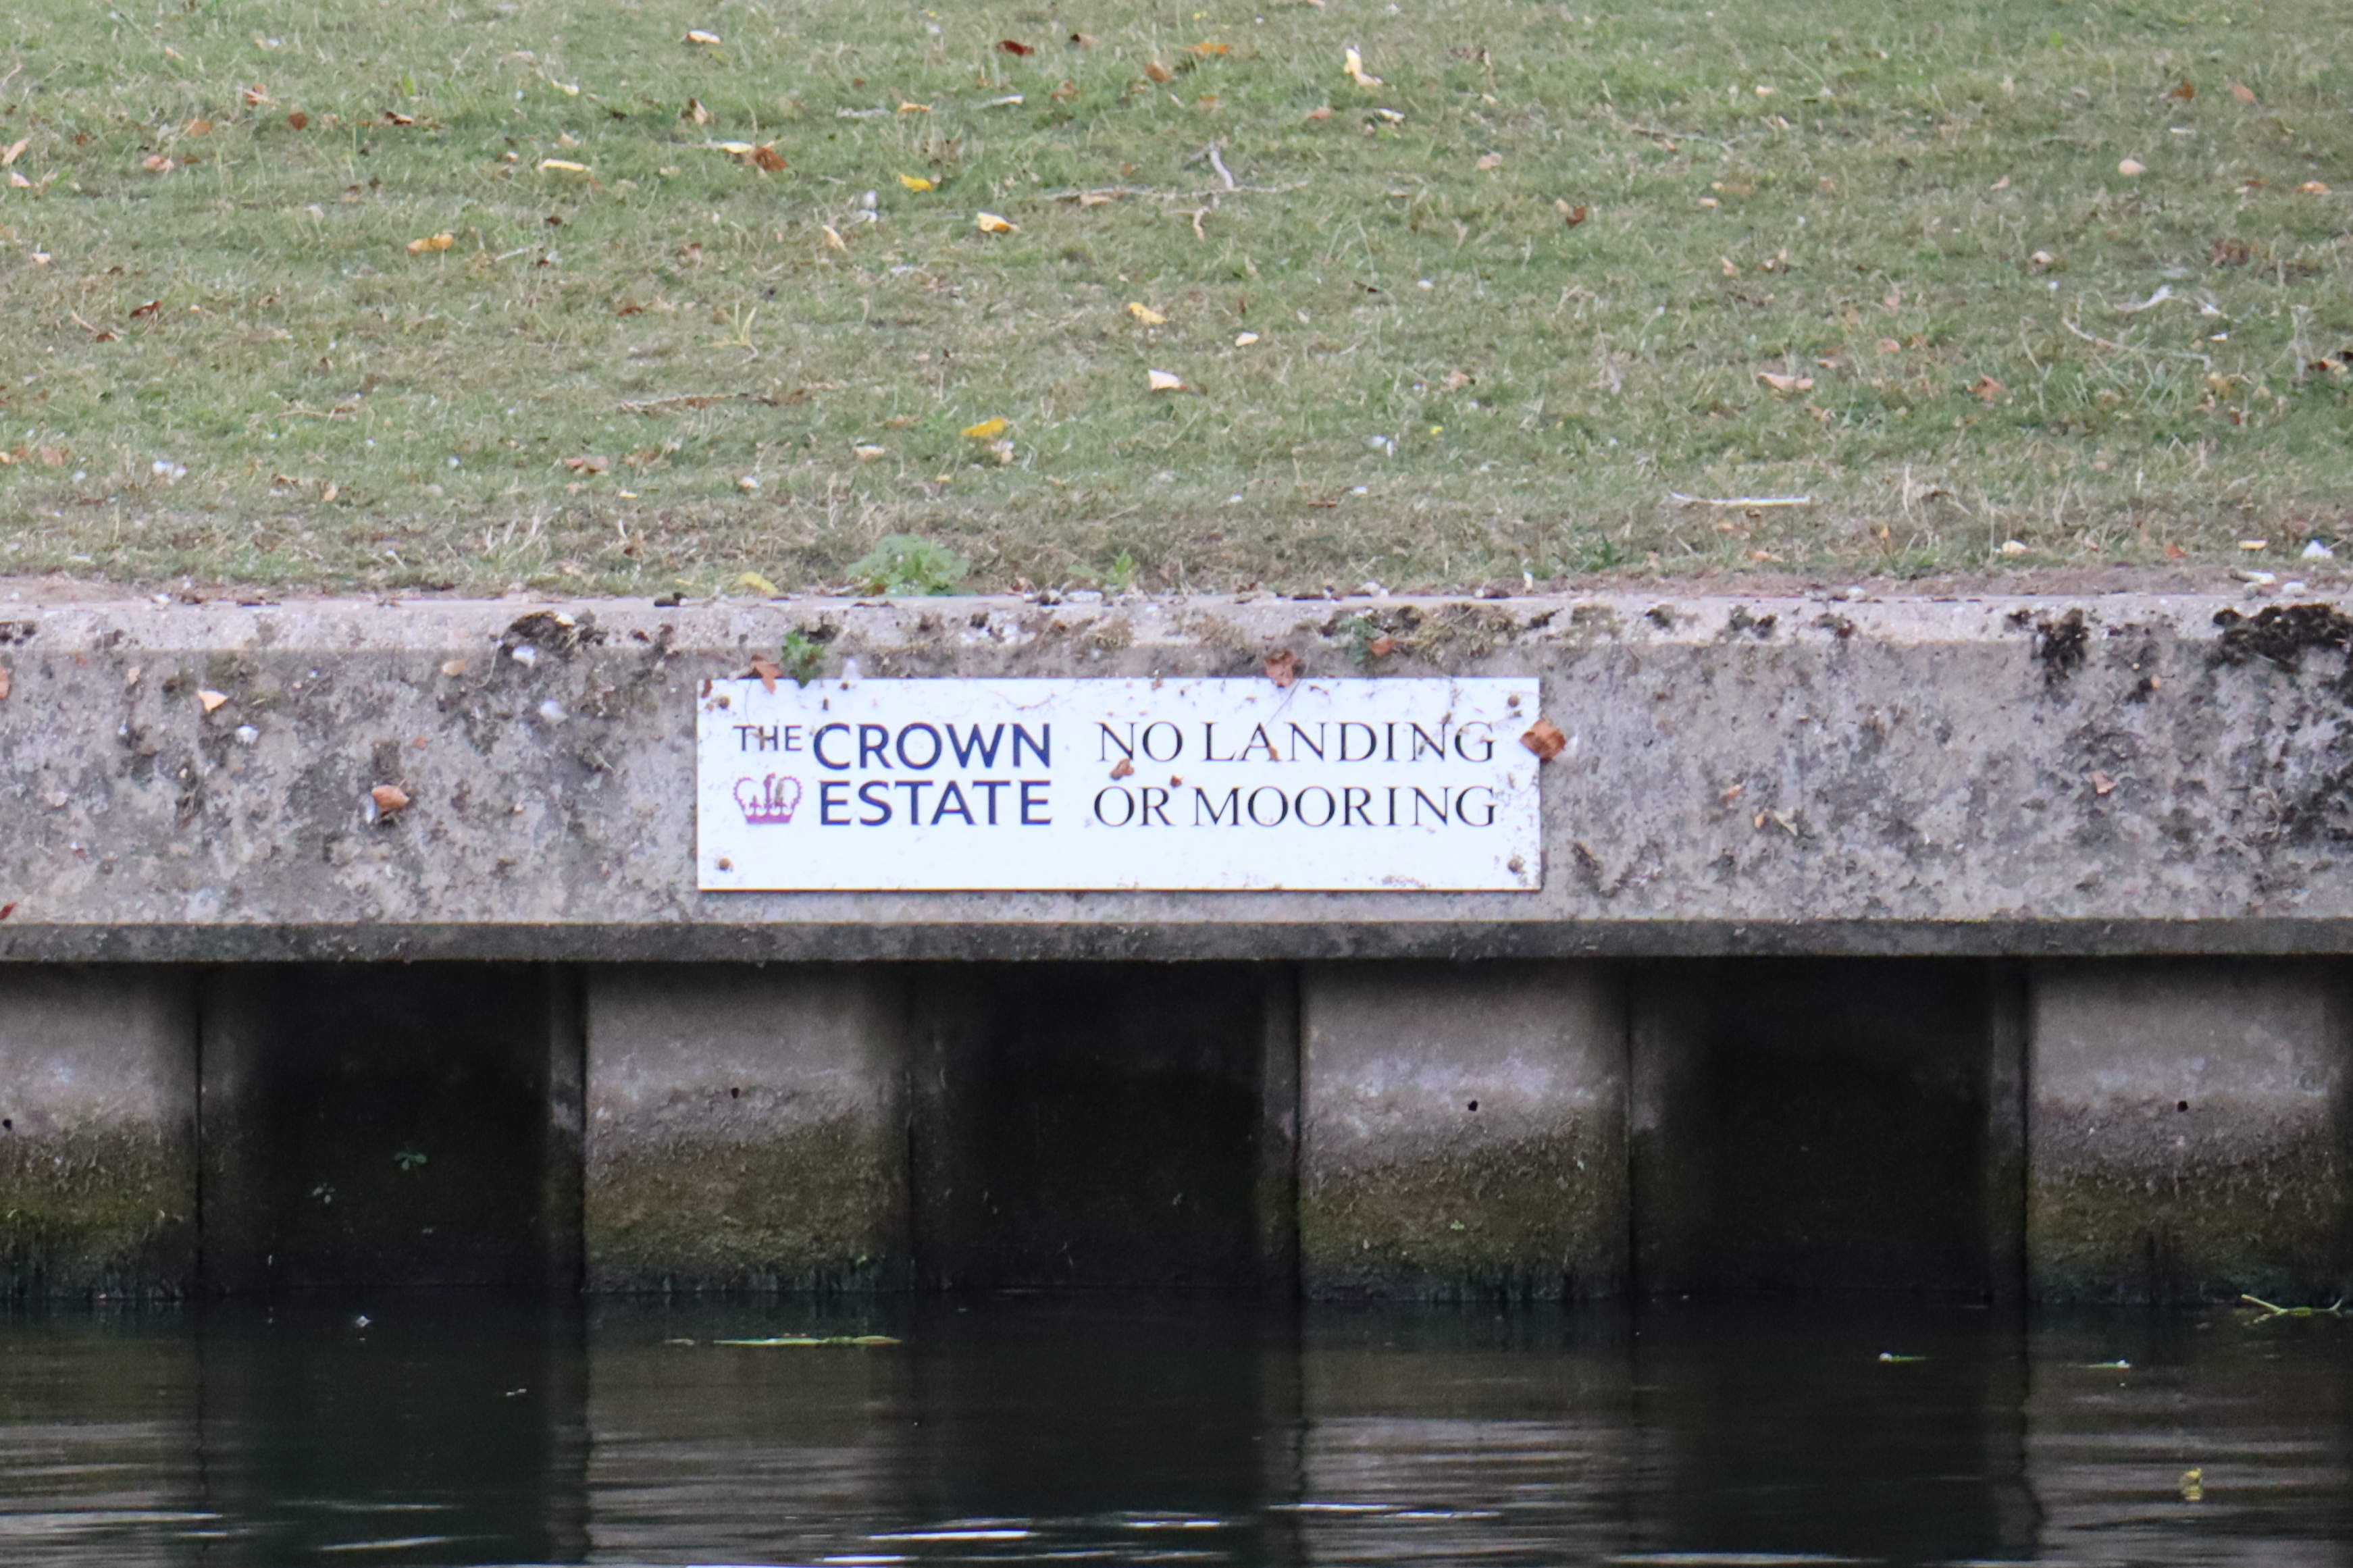 THE CROWN
ESTATE
NO LANDING
OR MOORING